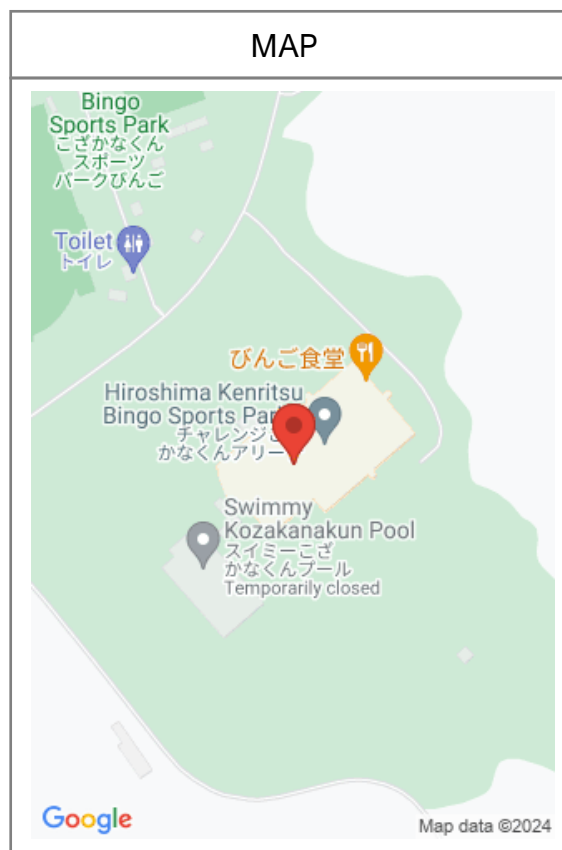 MAP
Bingo
Sports Park
こざかなくん
スポーツ
パークびんご
Toilet
トイレ
びんご食堂
Hiroshima Kenritsu
Bingo Sports Par
チャレンジ
かなくんアリー
Swimmy
Kozakanakun Pool
スイミーこざ
かなくんプール
Temporarily closed
Google
Map data ©2024